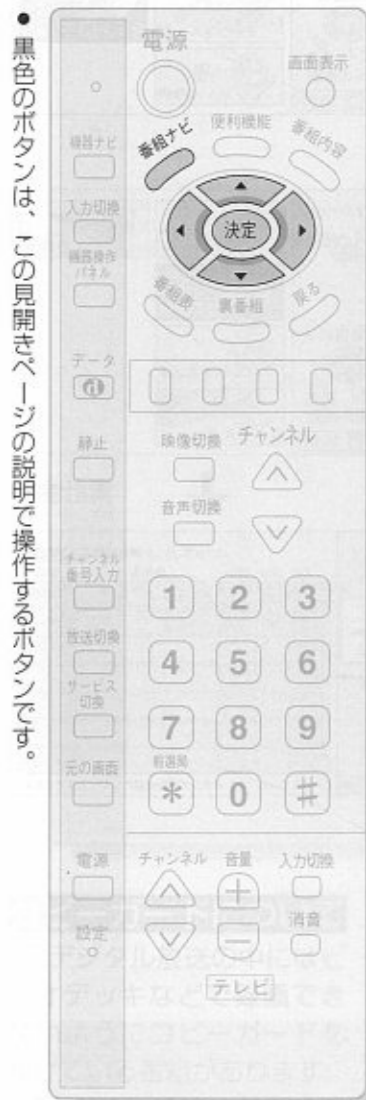 ● 黒色のボタンは、この見開きページの説明で操作するボタンです。
電源
画面表示
機器ナビ
番組ナビ
便利機能
番組内容
入力切換
決定
機器操作
パネル
番組表
裏番組
戻る
データ
d
静止
映像切換
チャンネル
音声切換
チャンネル
番号入力
1 2 3
放送切換
4 5 6
サービス
切換
7 8 9
元の画面
* 0 #
電源
チャンネル
音量
入力切換
設定
消音
テレビ